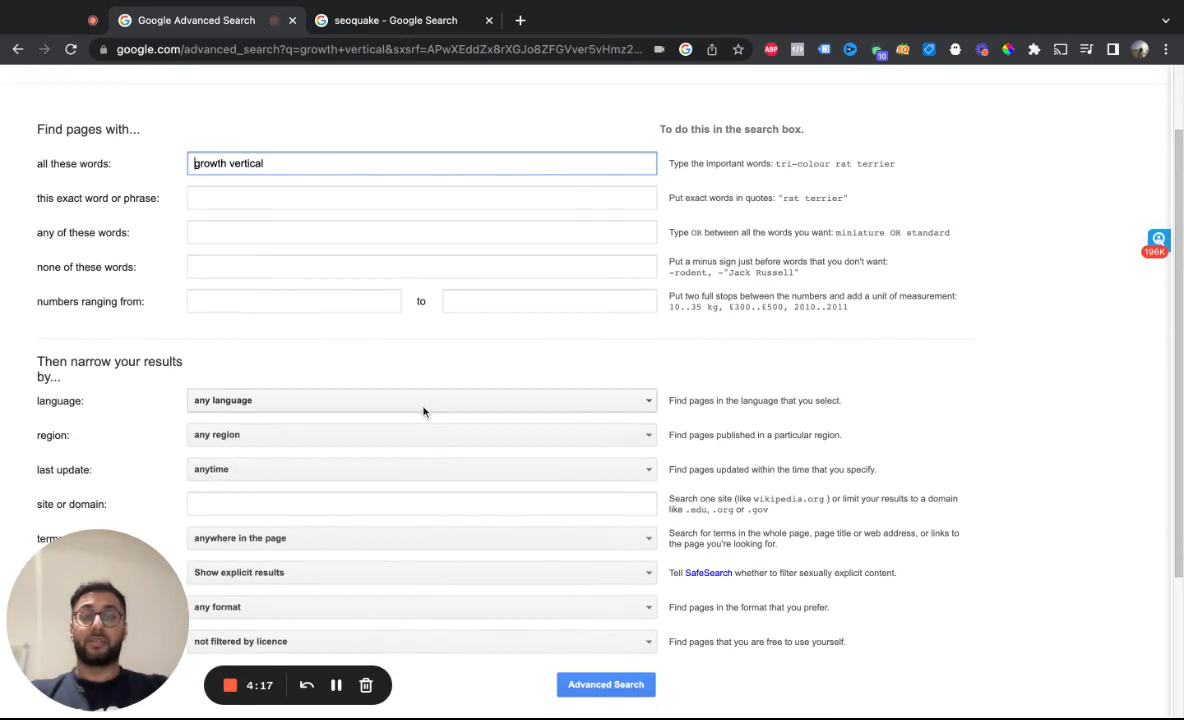 Google Advanced Search
seoquake - Google Search
google.com/advanced_search?q=growth+vertical&sxsrf=APwXEddZx8rXGJo8ZFGVver5vHmz2...
ABP
10
Find pages with...
To do this in the search box.
all these words:
growth vertical
Type the important words: tri-colour rat terrier
this exact word or phrase:
Put exact words in quotes: "rat terrier"
any of these words:
Type OR between all the words you want: miniature OR standard
196K
none of these words:
Put a minus sign just before words that you don't want:
-rodent, -"Jack Russell"
numbers ranging from:
to
Put two full stops between the numbers and add a unit of measurement:
10..35 kg, £300..£500, 2010..2011
Then narrow your results
by...
language:
any language
Find pages in the language that you select.
region:
any region
Find pages published in a particular region.
last update:
anytime
Find pages updated within the time that you specify.
site or domain:
Search one site (like wikipedia.org ) or limit your results to a domain
like .edu, .org or .gov
anywhere in the page
Search for terms in the whole page, page title or web address, or links to
the page you're looking for.
Show explicit results
Tell SafeSearch whether to filter sexually explicit content.
any format
Find pages in the format that you prefer.
not filtered by licence
Find pages that you are free to use yourself.
4:17
Advanced Search